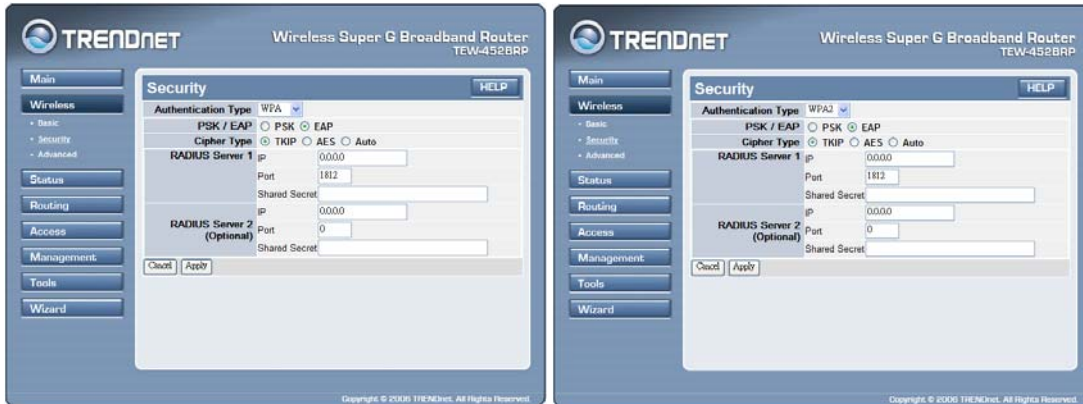 TRENDNET
Wireless Super G Broadband Router
TEW-452BRP
Main
Wireless
• Basic
• Security
• Advanced
Status
Routing
Access
Management
Tools
Wizard
Security
HELP
Authentication Type WPA
PSK / EAP PSK EAP
Cipher Type TKIP AES Auto
RADIUS Server 1 IP 0.0.0.0
Port 1812
Shared Secret
RADIUS Server 2 (Optional) IP 0.0.0.0
Port 0
Shared Secret
Cancel Apply
Copyright © 2006 TRENDnet. All Rights Reserved.
TRENDNET
Wireless Super G Broadband Router
TEW-452BRP
Main
Wireless
• Basic
• Security
• Advanced
Status
Routing
Access
Management
Tools
Wizard
Security
HELP
Authentication Type WPA2
PSK / EAP PSK EAP
Cipher Type TKIP AES Auto
RADIUS Server 1 IP 0.0.0.0
Port 1812
Shared Secret
RADIUS Server 2 (Optional) IP 0.0.0.0
Port 0
Shared Secret
Cancel Apply
Copyright © 2006 TRENDnet. All Rights Reserved.